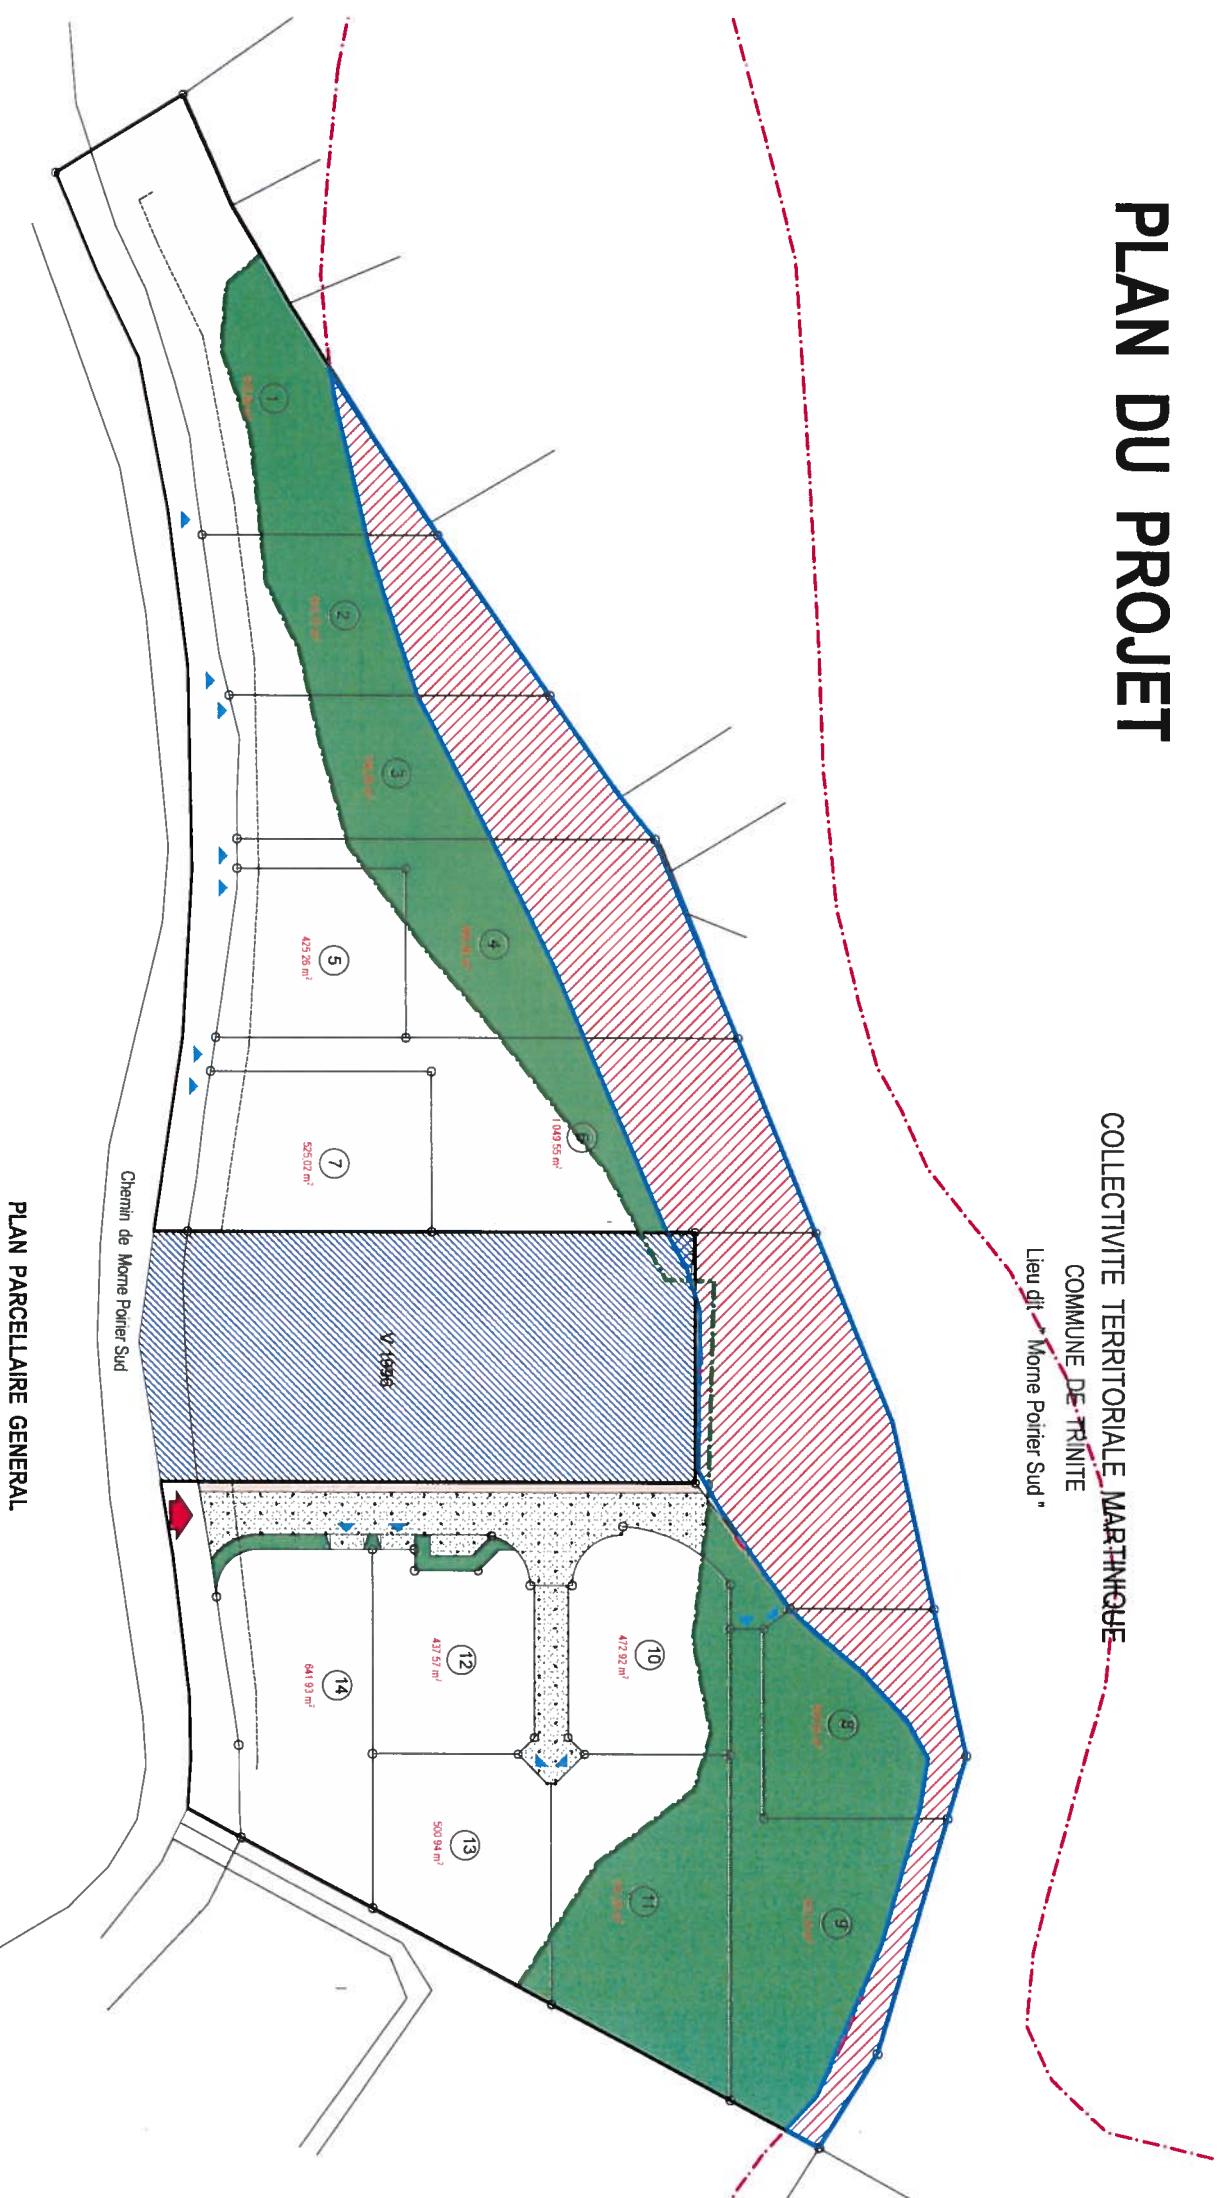 PLAN DU PROJET
COLLECTIVITE TERRITORIALE MARTINIQUE
COMMUNE DE TRINITE
Lieu dit " Morne Poirier Sud "
1
2
3
4
5
425.26 m²
6
1 049.55 m²
7
525.02 m²
V 1996
8
9
10
472.92 m²
11
12
437.57 m²
13
500.94 m²
14
641.93 m²
Chemin de Morne Poirier Sud
PLAN PARCELLAIRE GENERAL